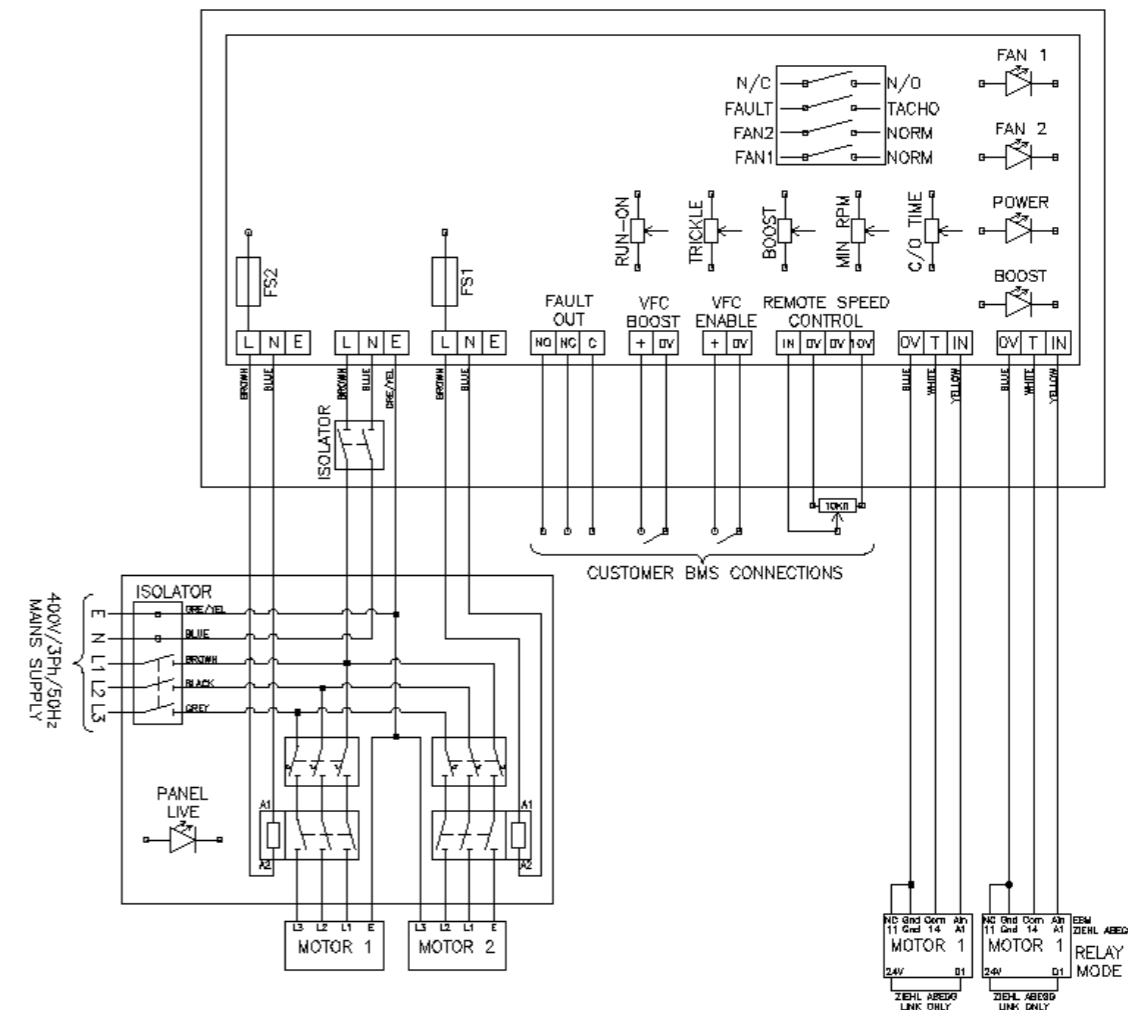 FAN 1
N/C N/O
FAULT TACHO
FAN2 NORM
FAN1 NORM
FAN 2
POWER
BOOST
RUN-ON
TRICKLE
BOOST
MIN RPM
C/O TIME
FS2
FS1
FAULT
OUT
VFC
BOOST
VFC
ENABLE
REMOTE SPEED
CONTROL
L N E
L N E
L N E
NO NC C
+ 0V
+ 0V
IN 0V 0V 10V
0V T IN
0V T IN
BROWN
BLUE
BROWN
BLUE
GRE/YEL
BROWN
BLUE
BLUE
WHITE
YELLOW
BLUE
WHITE
YELLOW
ISOLATOR
10KΩ
CUSTOMER BMS CONNECTIONS
ISOLATOR
400V/3Ph/50Hz
MAINS SUPPLY
E
N
L1
L2
L3
GRE/YEL
BLUE
BROWN
BLACK
GREY
PANEL
LIVE
A1
A2
A1
A2
L3 L2 L1 E
MOTOR 1
L3 L2 L1 E
MOTOR 2
NC Gnd Com Ain
11 Gnd 14 A1
MOTOR 1
24V D1
ZIEHL ABEGG
LINK ONLY
NC Gnd Com Ain
11 Gnd 14 A1
MOTOR 1
24V D1
ZIEHL ABEGG
LINK ONLY
EBM
ZIEHL ABEGG
RELAY
MODE